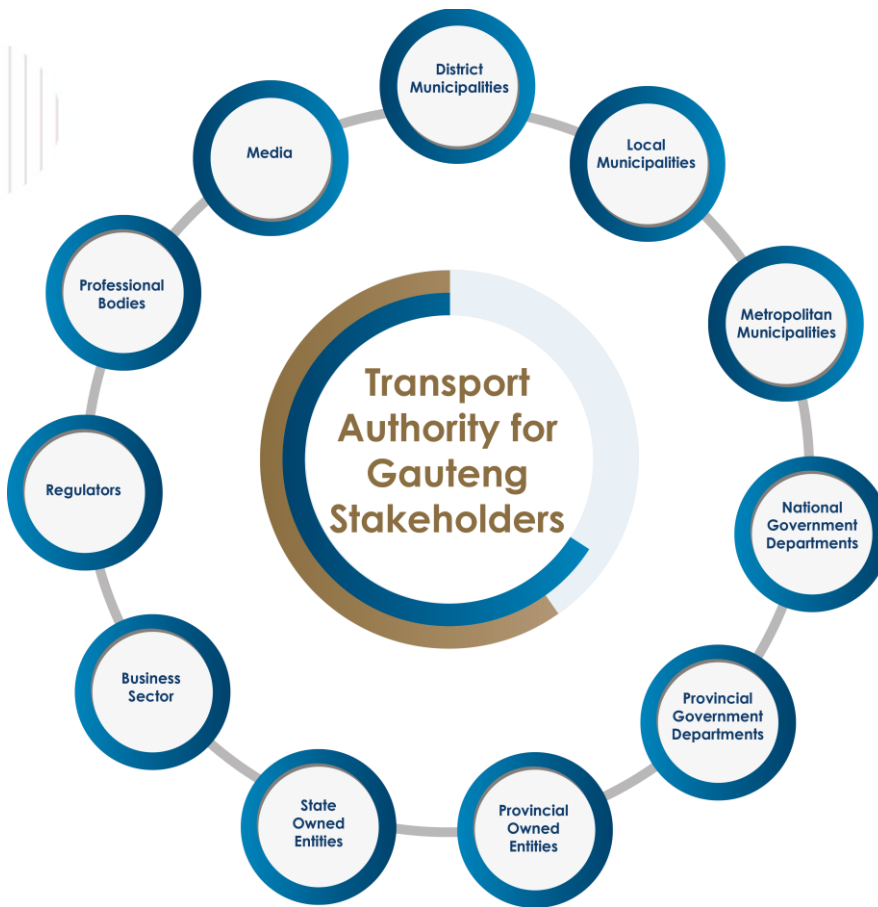 District
Municipalities
Local
Municipalities
Metropolitan
Municipalities
National
Government
Departments
Provincial
Government
Departments
Provincial
Owned
Entities
State
Owned
Entities
Business
Sector
Regulators
Professional
Bodies
Media
Transport
Authority for
Gauteng
Stakeholders